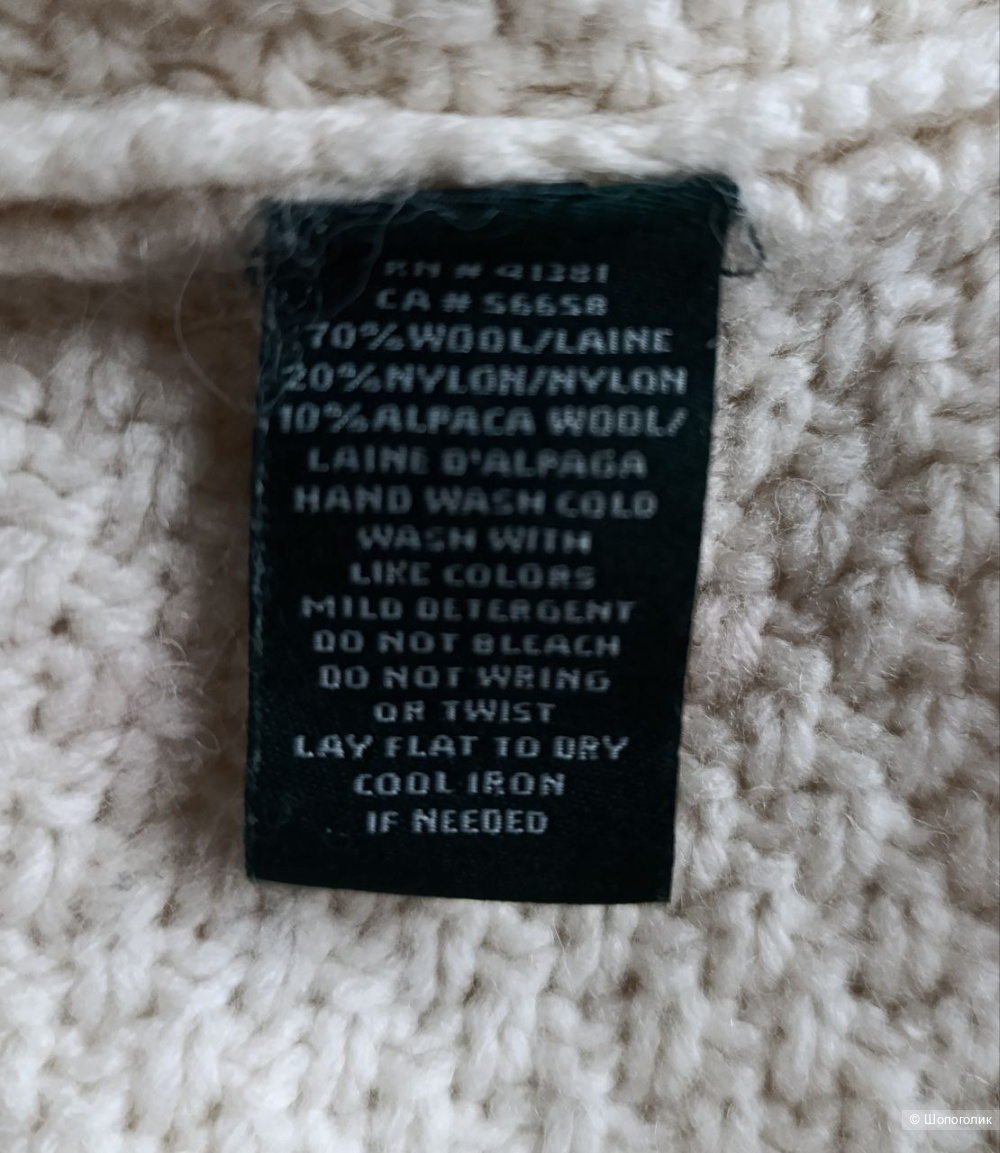 RN # 41381
CA # 56658
70% WOOL/LAINE
20% NYLON/NYLON
10% ALPACA WOOL/
LAINE D'ALPAGA
HAND WASH COLD
WASH WITH
LIKE COLORS
MILD DETERGENT
DO NOT BLEACH
DO NOT WRING
OR TWIST
LAY FLAT TO DRY
COOL IRON
IF NEEDED
© Шопоголик